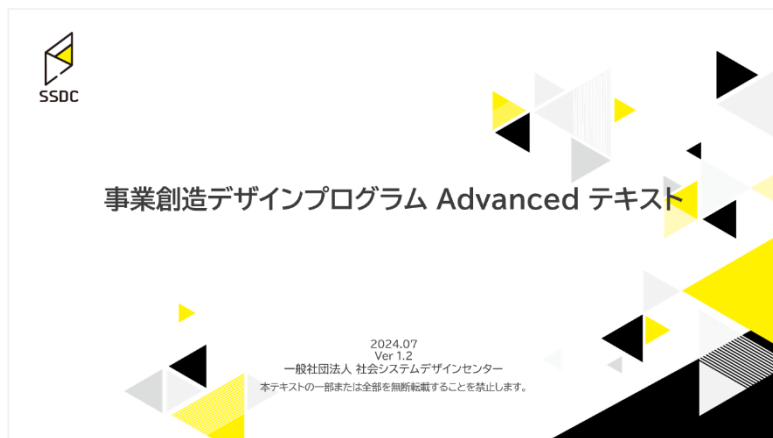 SSDC
事業創造デザインプログラム Advanced テキスト
2024.07
Ver 1.2
一般社団法人 社会システムデザインセンター
本テキストの一部または全部を無断転載することを禁止します。